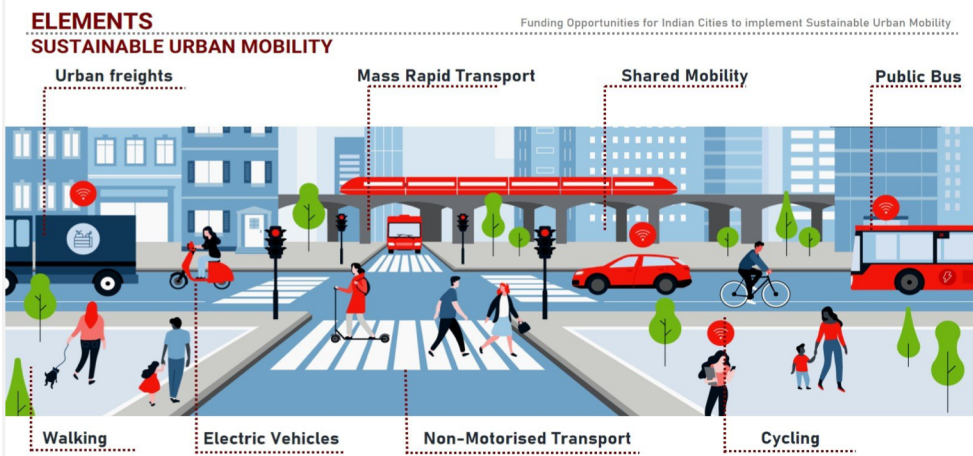 ELEMENTS
Funding Opportunities for Indian Cities to implement Sustainable Urban Mobility
SUSTAINABLE URBAN MOBILITY
Urban freights
Mass Rapid Transport
Shared Mobility
Public Bus
Walking
Electric Vehicles
Non-Motorised Transport
Cycling